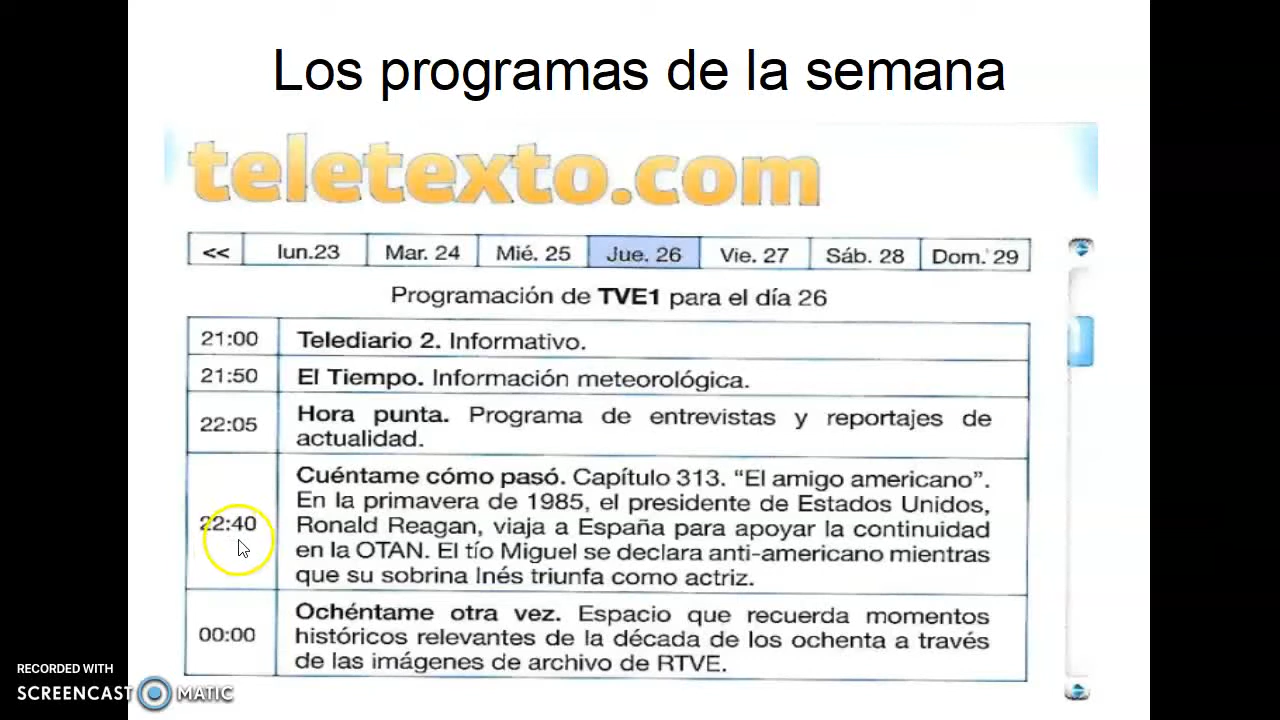 Los programas de la semana
teletexto.com
<< lun.23 Mar. 24 Mié. 25 Jue. 26 Vie. 27 Sáb. 28 Dom. 29
Programación de TVE1 para el día 26
21:00 Telediario 2. Informativo.
21:50 El Tiempo. Información meteorológica.
22:05 Hora punta. Programa de entrevistas y reportajes de
actualidad.
Cuéntame cómo pasó. Capítulo 313. “El amigo americano”.
En la primavera de 1985, el presidente de Estados Unidos,
22:40 Ronald Reagan, viaja a España para apoyar la continuidad
en la OTAN. El tío Miguel se declara anti-americano mientras
que su sobrina Inés triunfa como actriz.
Ochéntame otra vez. Espacio que recuerda momentos
00:00 históricos relevantes de la década de los ochenta a través
de las imágenes de archivo de RTVE.
RECORDED WITH
SCREENCAST MATIC